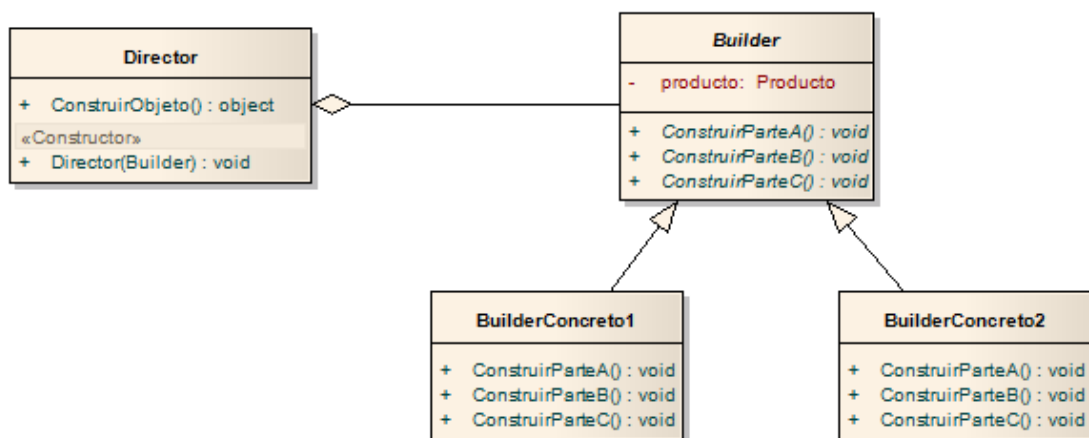 Director
+ ConstruirObjeto() : object
«Constructor»
+ Director(Builder) : void
Builder
- producto: Producto
+ ConstruirParteA() : void
+ ConstruirParteB() : void
+ ConstruirParteC() : void
BuilderConcreto1
+ ConstruirParteA() : void
+ ConstruirParteB() : void
+ ConstruirParteC() : void
BuilderConcreto2
+ ConstruirParteA() : void
+ ConstruirParteB() : void
+ ConstruirParteC() : void